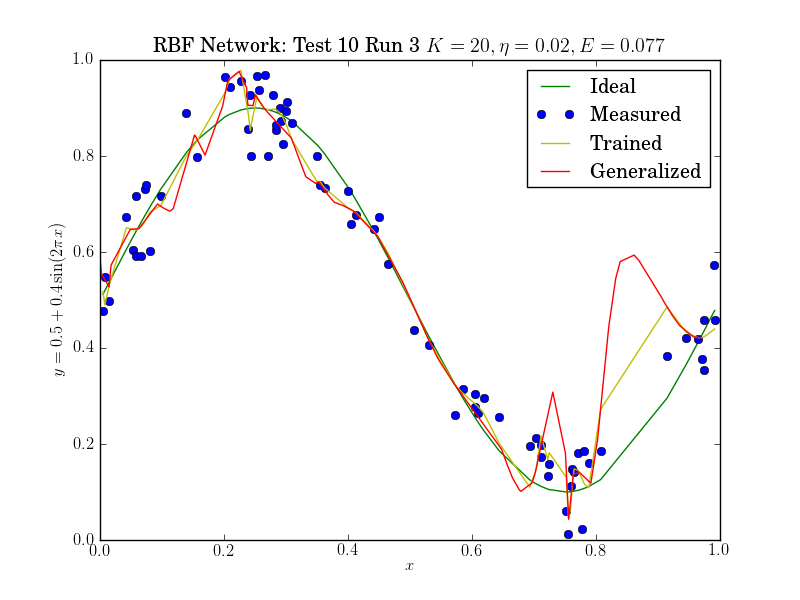 RBF Network: Test 10 Run 3 K = 20, η = 0.02, E = 0.077
Ideal
Measured
Trained
Generalized
y = 0.5 + 0.4 sin(2πx)
1.0
0.8
0.6
0.4
0.2
0.0
0.0 0.2 0.4 0.6 0.8 1.0
x